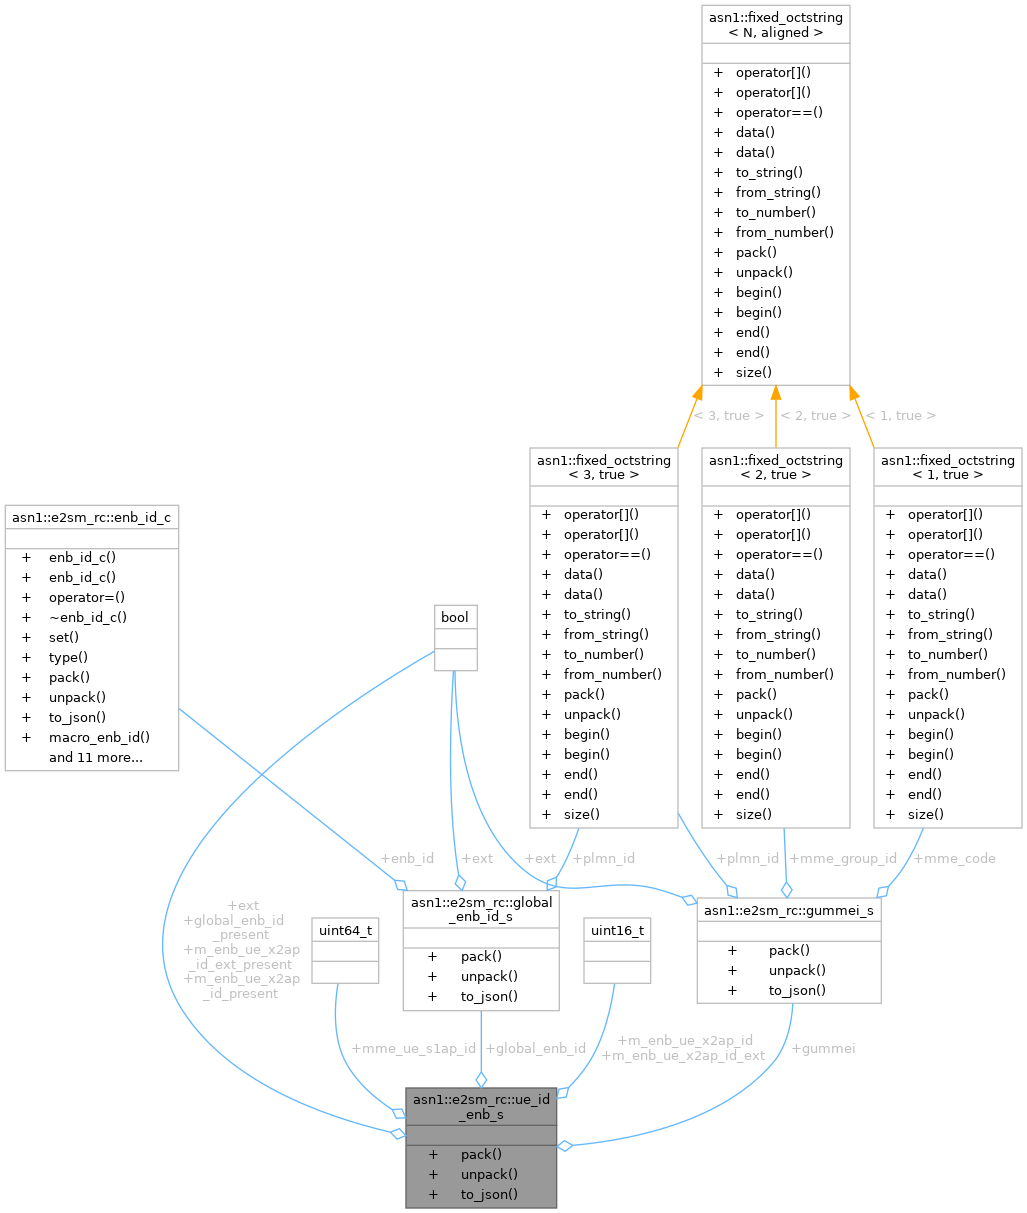 asn1::fixed_octstring
< N, aligned >
+ operator[]()
+ operator[]()
+ operator==()
+ data()
+ data()
+ to_string()
+ from_string()
+ to_number()
+ from_number()
+ pack()
+ unpack()
+ begin()
+ begin()
+ end()
+ end()
+ size()
< 3, true >
< 2, true >
< 1, true >
asn1::fixed_octstring
< 3, true >
+ operator[]()
+ operator[]()
+ operator==()
+ data()
+ data()
+ to_string()
+ from_string()
+ to_number()
+ from_number()
+ pack()
+ unpack()
+ begin()
+ begin()
+ end()
+ end()
+ size()
asn1::fixed_octstring
< 2, true >
+ operator[]()
+ operator[]()
+ operator==()
+ data()
+ data()
+ to_string()
+ from_string()
+ to_number()
+ from_number()
+ pack()
+ unpack()
+ begin()
+ begin()
+ end()
+ end()
+ size()
asn1::fixed_octstring
< 1, true >
+ operator[]()
+ operator[]()
+ operator==()
+ data()
+ data()
+ to_string()
+ from_string()
+ to_number()
+ from_number()
+ pack()
+ unpack()
+ begin()
+ begin()
+ end()
+ end()
+ size()
asn1::e2sm_rc::enb_id_c
+ enb_id_c()
+ enb_id_c()
+ operator=()
+ ~enb_id_c()
+ set()
+ type()
+ pack()
+ unpack()
+ to_json()
+ macro_enb_id()
and 11 more...
bool
+enb_id
+ext
+ext
+plmn_id
+plmn_id
+mme_group_id
+mme_code
+ext
+global_enb_id
_present
+m_enb_ue_x2ap
_id_ext_present
+m_enb_ue_x2ap
_id_present
uint64_t
asn1::e2sm_rc::global
_enb_id_s
+ pack()
+ unpack()
+ to_json()
uint16_t
asn1::e2sm_rc::gummei_s
+ pack()
+ unpack()
+ to_json()
+mme_ue_s1ap_id
+global_enb_id
+m_enb_ue_x2ap_id
+m_enb_ue_x2ap_id_ext
+gummei
asn1::e2sm_rc::ue_id
_enb_s
+ pack()
+ unpack()
+ to_json()